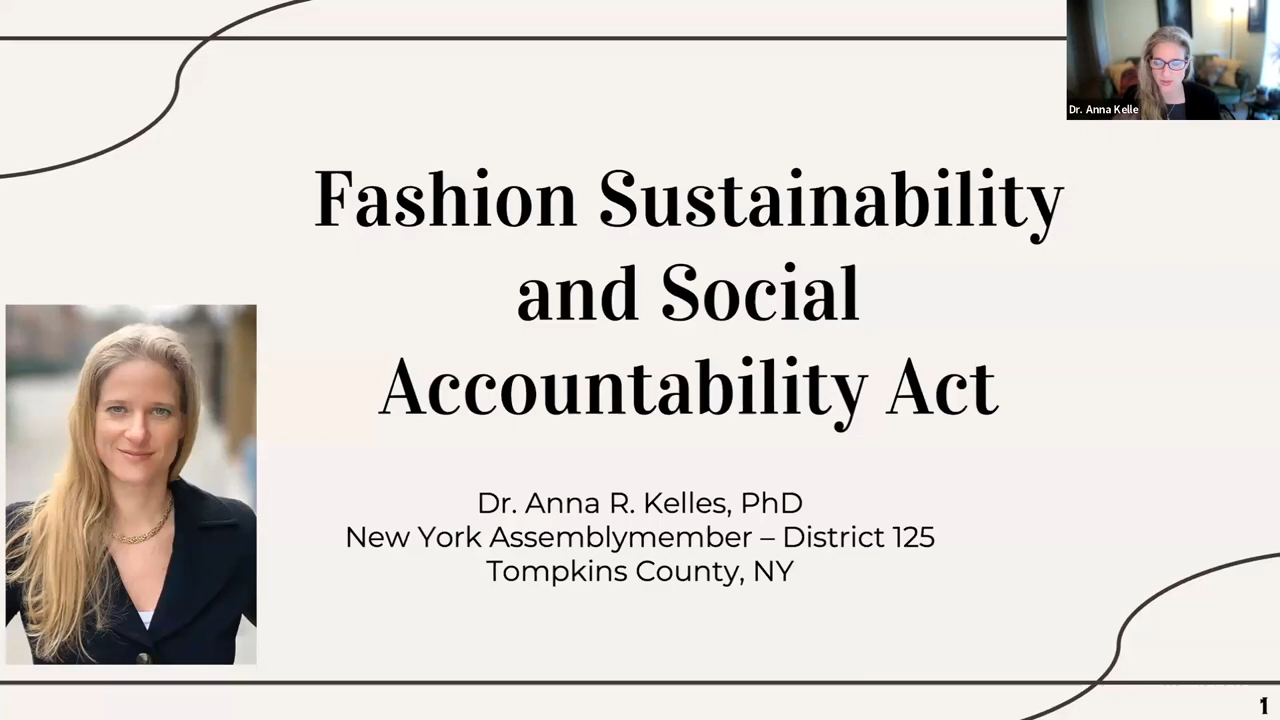 Dr. Anna Kelle
Fashion Sustainability
and Social
Accountability Act
Dr. Anna R. Kelles, PhD
New York Assemblymember – District 125
Tompkins County, NY
1